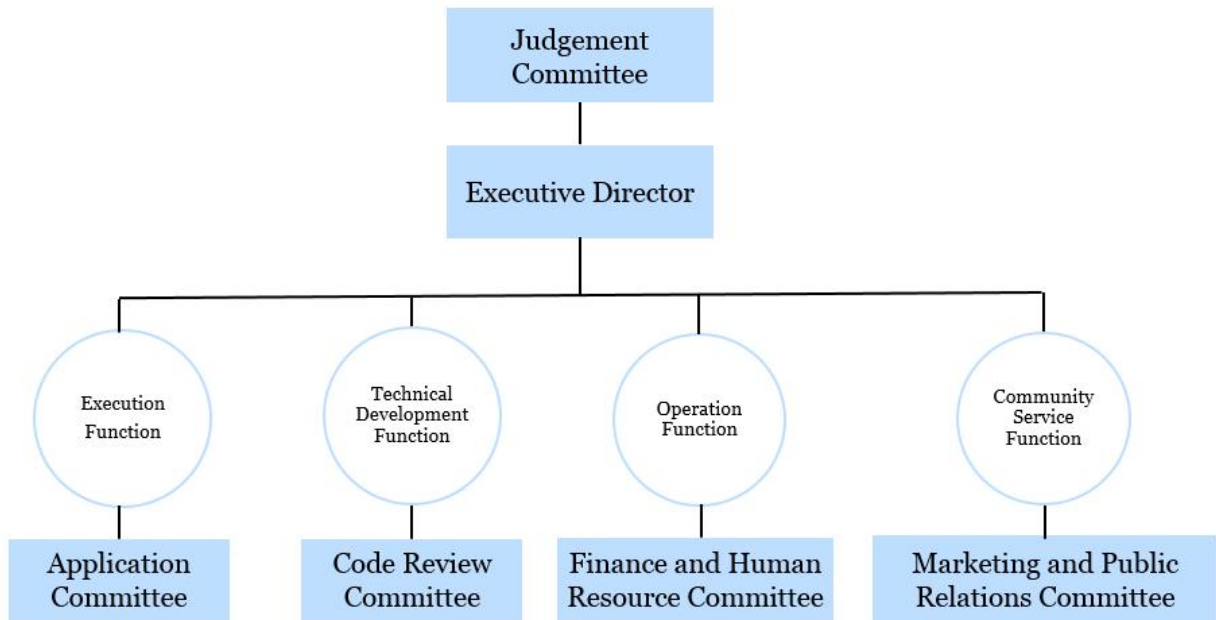 Judgement
Committee
Executive Director
Execution
Function
Technical
Development
Function
Operation
Function
Community
Service
Function
Application
Committee
Code Review
Committee
Finance and Human
Resource Committee
Marketing and Public
Relations Committee